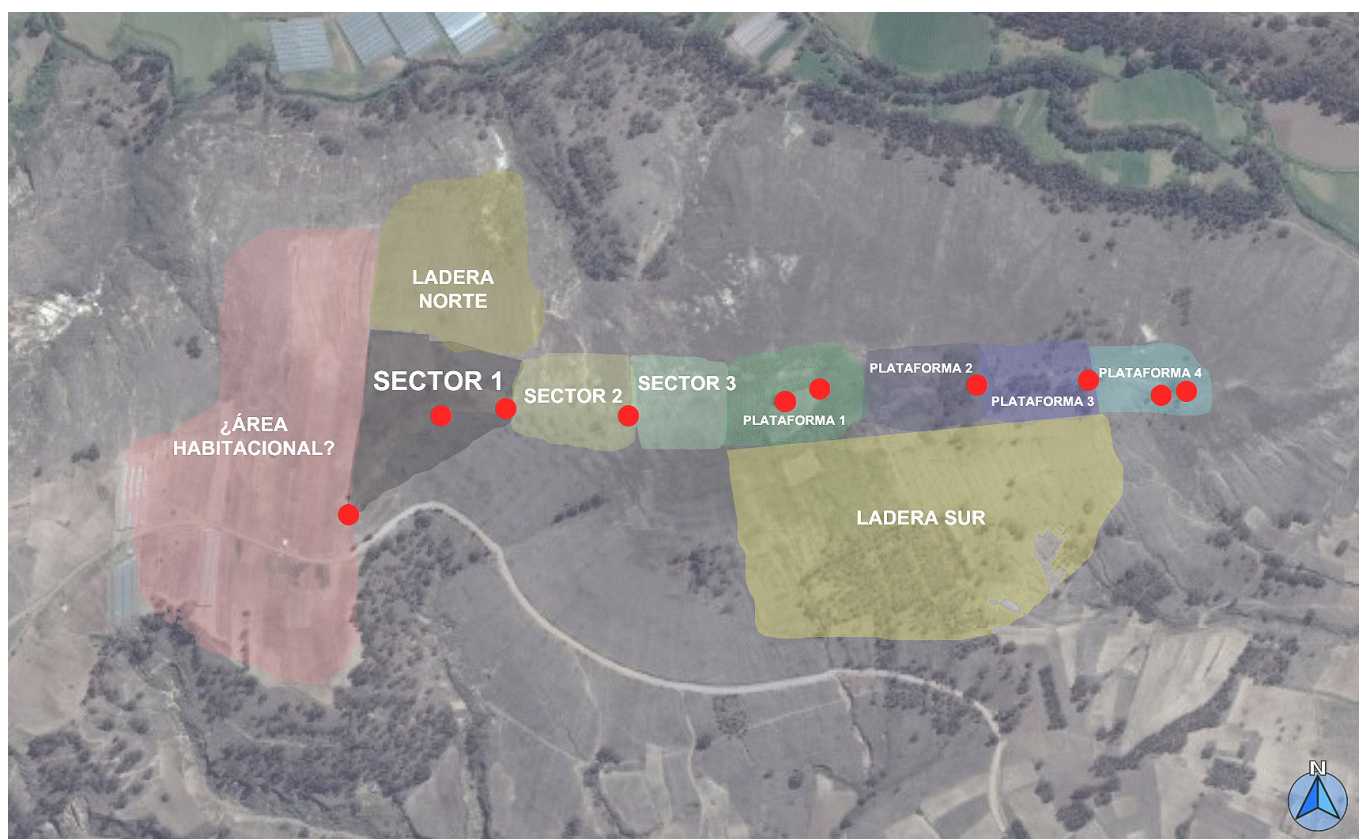 LADERA
NORTE
SECTOR 1
SECTOR 2
SECTOR 3
PLATAFORMA 1
PLATAFORMA 2
PLATAFORMA 3
PLATAFORMA 4
¿ÁREA
HABITACIONAL?
LADERA SUR
N